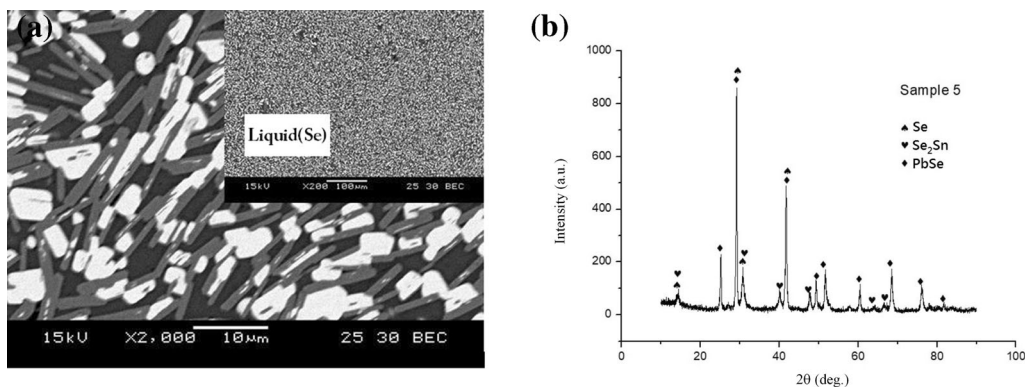 (a)
Liquid(Se)
15kV X200 100μm 25 30 BEC
15kV X2,000 10μm 25 30 BEC
(b)
1000
800
600
400
200
0
Intensity (a.u.)
Sample 5
♠ Se
♥ Se₂Sn
♦ PbSe
0 20 40 60 80 100
2θ (deg.)